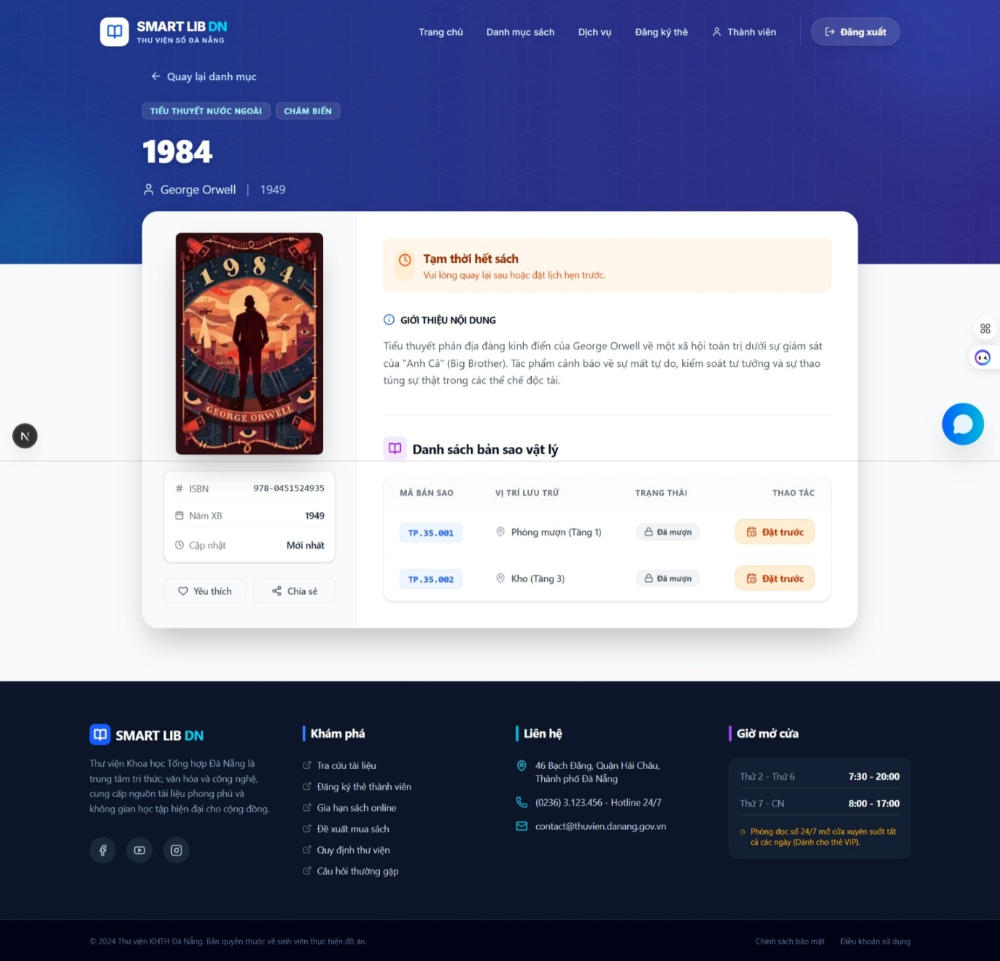 SMART LIB DN
THƯ VIỆN SỐ ĐÀ NẴNG
Trang chủ
Danh mục sách
Dịch vụ
Đăng ký thẻ
Thành viên
Đăng xuất
Quay lại danh mục
TIỂU THUYẾT NƯỚC NGOÀI
CHÂM BIẾN
1984
George Orwell | 1949
1984
GEORGE ORWELL
Tạm thời hết sách
Vui lòng quay lại sau hoặc đặt lịch hẹn trước.
GIỚI THIỆU NỘI DUNG
Tiểu thuyết phản địa đàng kinh điển của George Orwell về một xã hội toàn trị dưới sự giám sát
của "Anh Cả" (Big Brother). Tác phẩm cảnh báo về sự mất tự do, kiểm soát tư tưởng và sự thao
túng sự thật trong các thể chế độc tài.
Danh sách bản sao vật lý
# ISBN 978-0451524935
Năm XB 1949
Cập nhật Mới nhất
Yêu thích
Chia sẻ
MÃ BẢN SAO VỊ TRÍ LƯU TRỮ TRẠNG THÁI THAO TÁC
TP.35.001 Phòng mượn (Tầng 1) Đã mượn Đặt trước
TP.35.002 Kho (Tầng 3) Đã mượn Đặt trước
N
SMART LIB DN
Thư viện Khoa học Tổng hợp Đà Nẵng là
trung tâm tri thức, văn hóa và công nghệ,
cung cấp nguồn tài liệu phong phú và
không gian học tập hiện đại cho cộng đồng.
Khám phá
Tra cứu tài liệu
Đăng ký thẻ thành viên
Gia hạn sách online
Đề xuất mua sách
Quy định thư viện
Câu hỏi thường gặp
Liên hệ
46 Bạch Đằng, Quận Hải Châu,
Thành phố Đà Nẵng
(0236) 3.123.456 - Hotline 24/7
contact@thuvien.danang.gov.vn
Giờ mở cửa
Thứ 2 - Thứ 6 7:30 - 20:00
Thứ 7 - CN 8:00 - 17:00
Phòng đọc số 24/7 mở cửa xuyên suốt tất
cả các ngày (Dành cho thẻ VIP).
© 2024 Thư viện KHTH Đà Nẵng. Bản quyền thuộc về sinh viên thực hiện đồ án.
Chính sách bảo mật
Điều khoản sử dụng